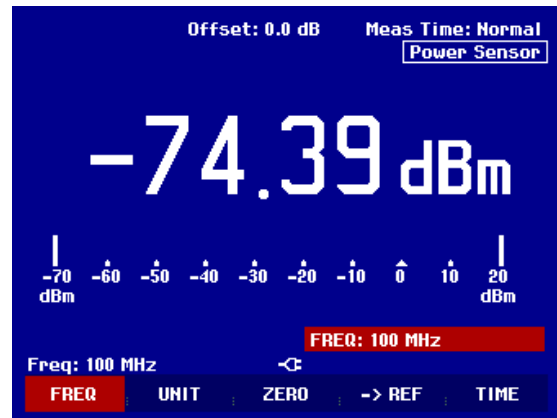 Offset: 0.0 dB Meas Time: Normal
Power Sensor
-74.39 dBm
-70 -60 -50 -40 -30 -20 -10 0 10 20
dBm dBm
FREQ: 100 MHz
Freq: 100 MHz
FREQ UNIT ZERO -> REF TIME